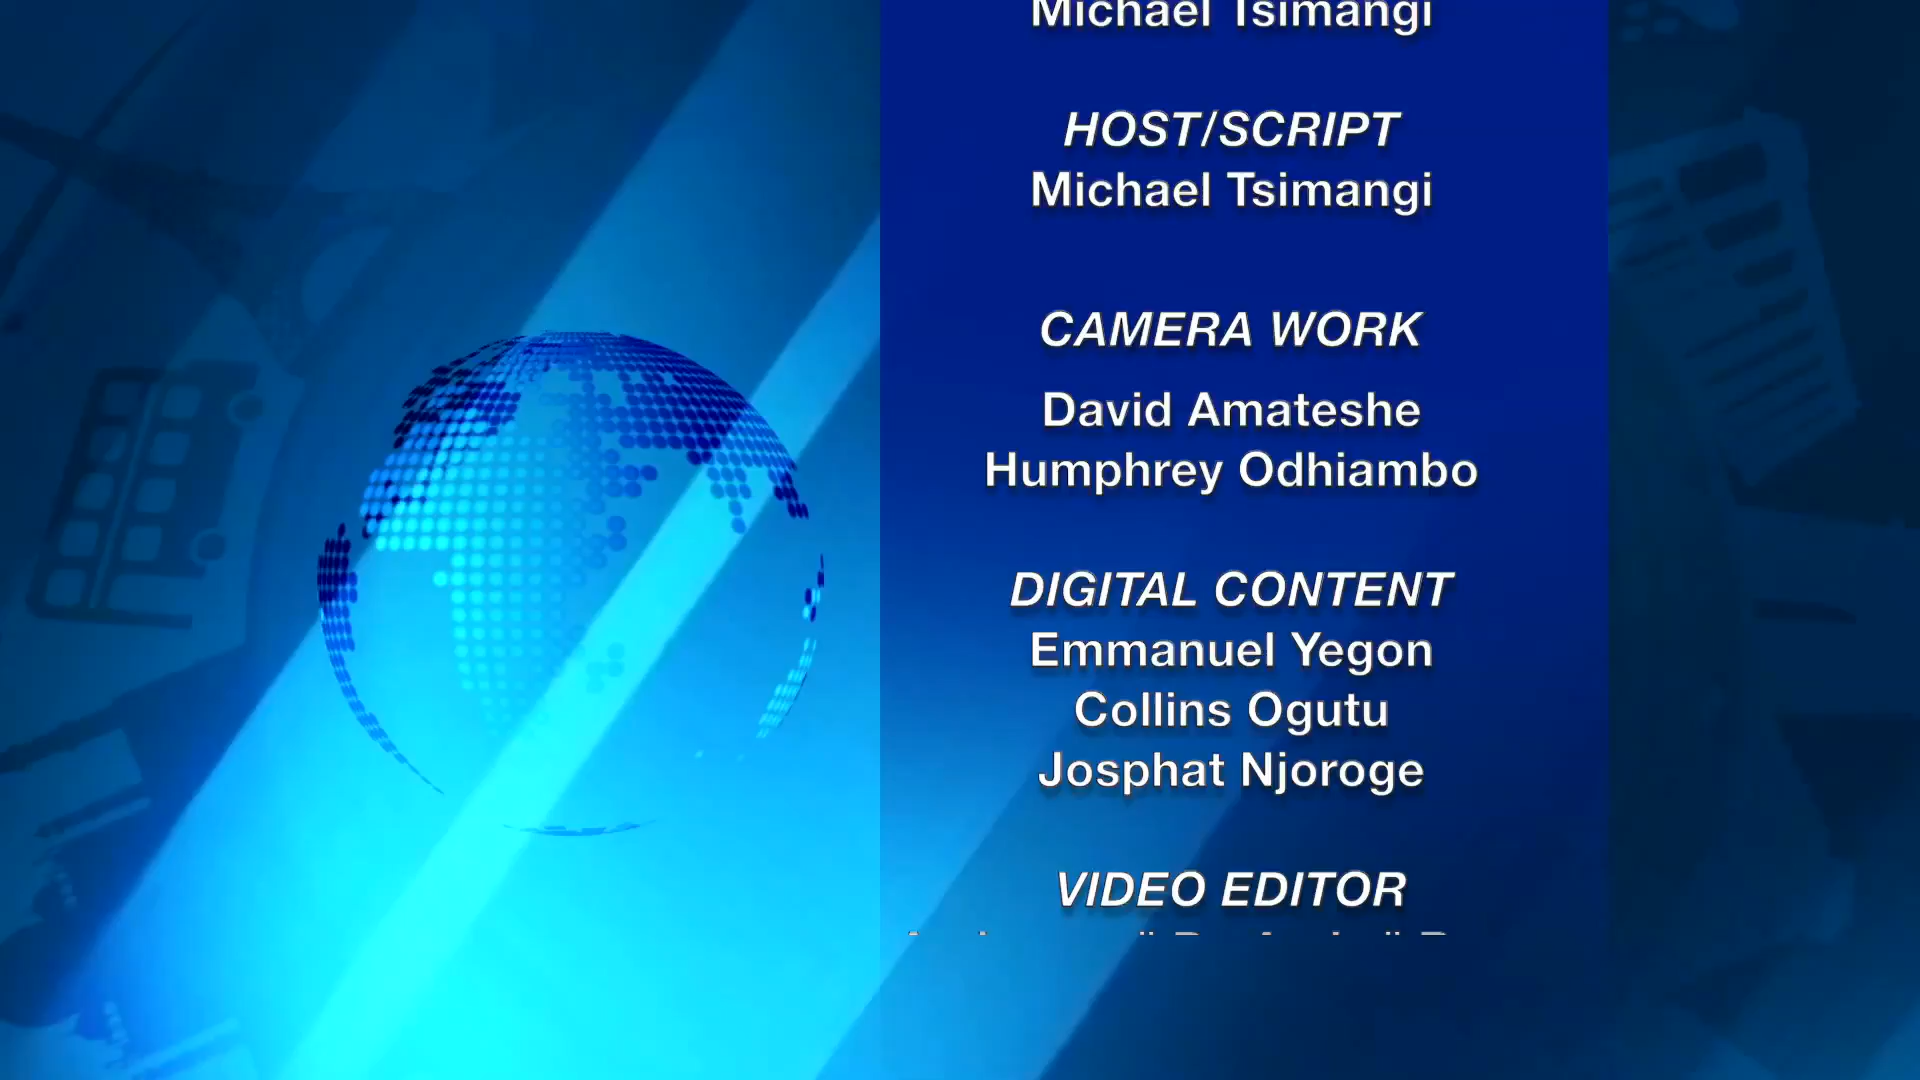 Michael Tsimangi
HOST/SCRIPT
Michael Tsimangi
CAMERA WORK
David Amateshe
Humphrey Odhiambo
DIGITAL CONTENT
Emmanuel Yegon
Collins Ogutu
Josphat Njoroge
VIDEO EDITOR